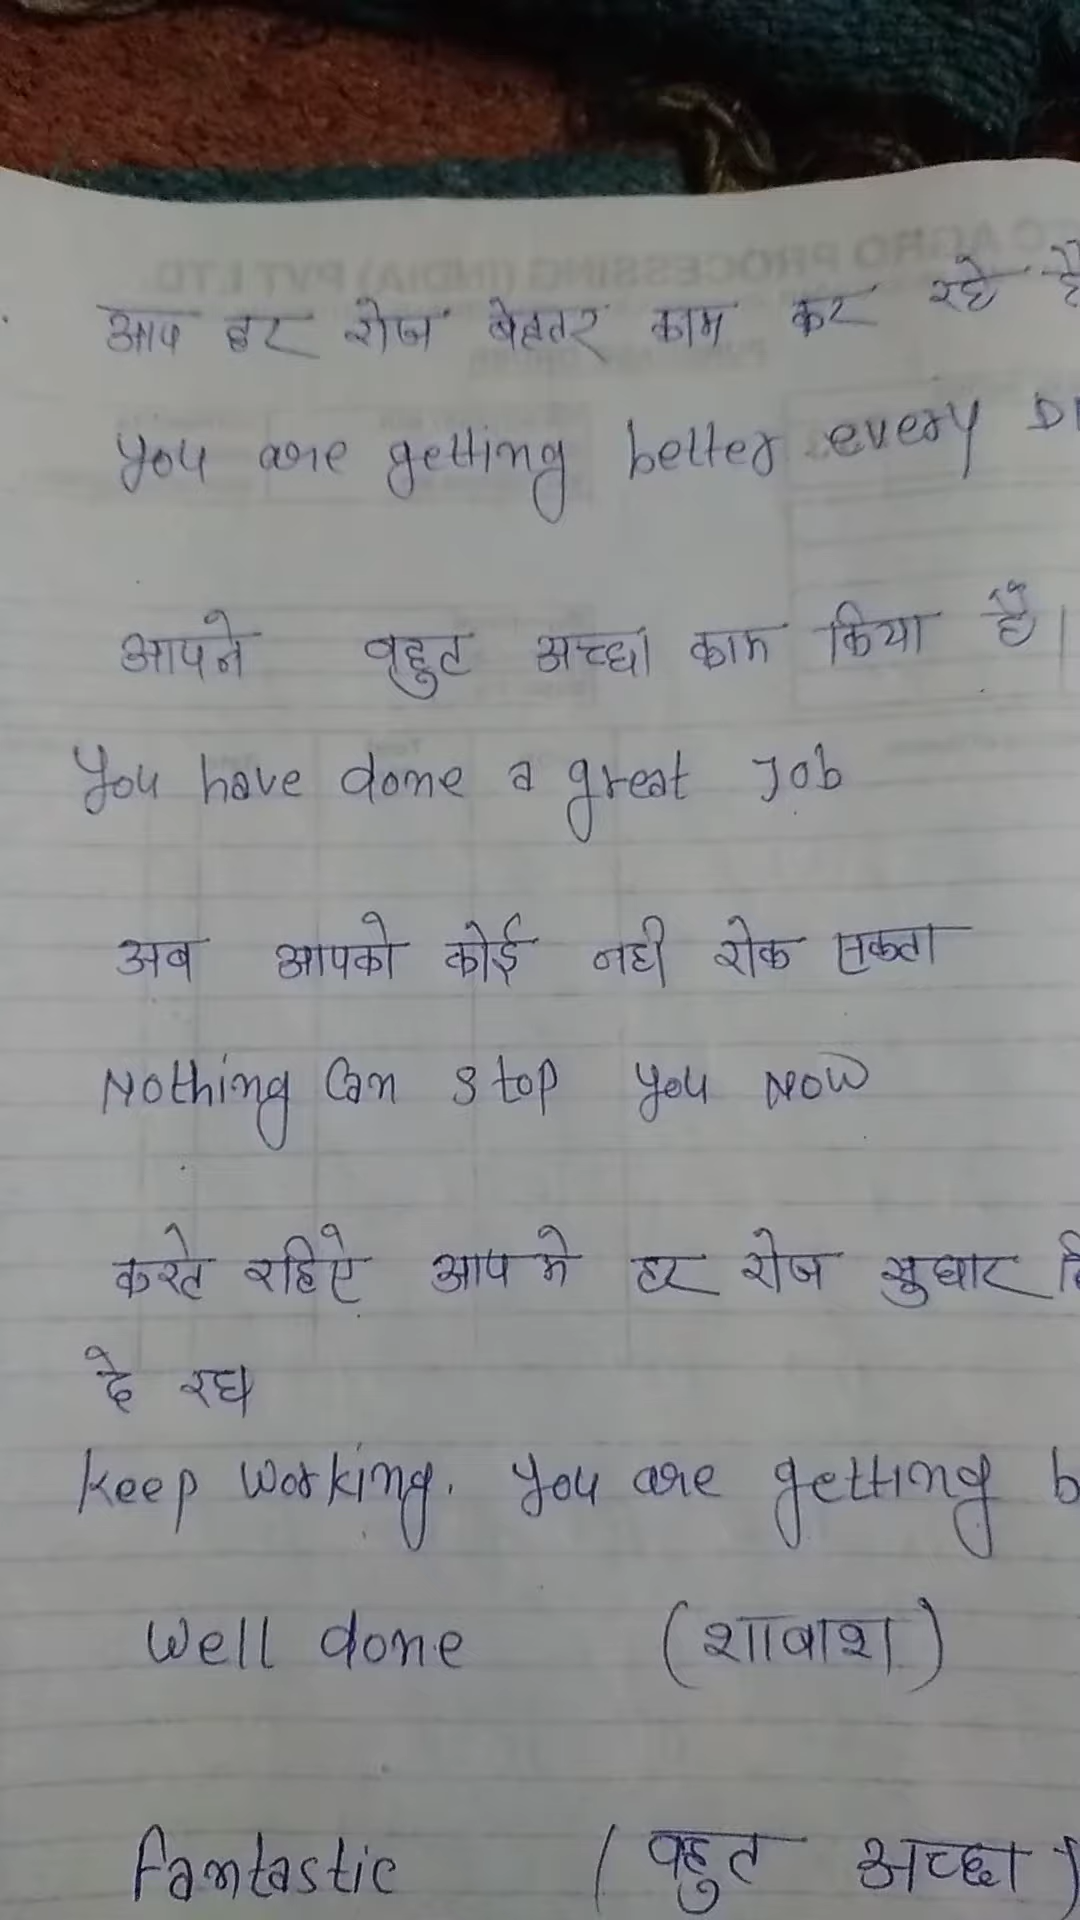 आप हर रोज बेहतर काम कर रहे है
you are getting better every
आपने बहुत अच्छा काम किया है।
You have done a great Job
अब आपको कोई नही रोक सकता
Nothing Can stop you NOW
करते रहिऐ आप मे हर रोज सुधार
दे रहा
keep working. you are getting
well done (शाबाश)
fantastic (बहुत अच्छा)